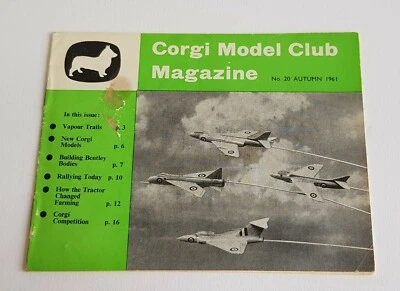 Corgi Model Club
Magazine
No. 20 AUTUMN 1961
In this issue:
Vapour Trails p. 3
New Corgi
Models p. 6
Building Bentley
Bodies p. 7
Rallying Today p. 10
How the Tractor
Changed
Farming p. 12
Corgi
Competition p. 16